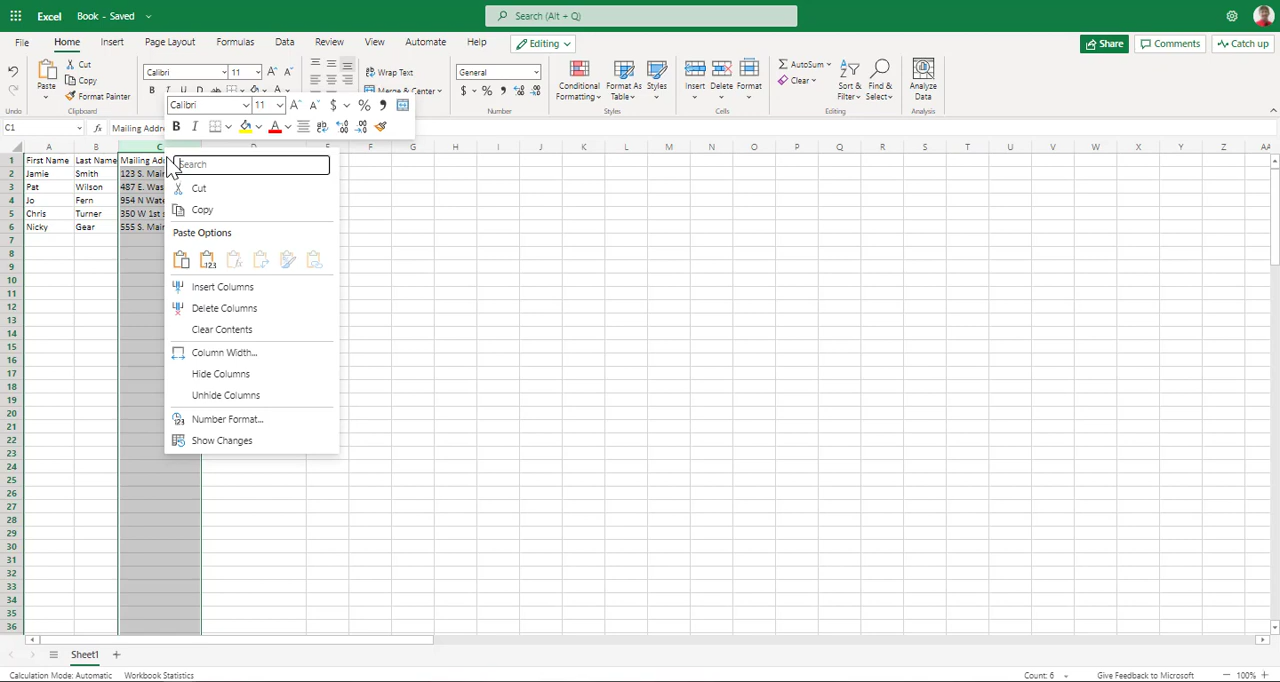 Excel Book - Saved Search (Alt + Q)
File Home Insert Page Layout Formulas Data Review View Automate Help Editing Share Comments Catch up
Cut
Copy
Format Painter
Paste
Undo Clipboard
Calibri 11
Wrap Text
Merge & Center
General
$ % 9
Number
Conditional Formatting
Format As Table
Styles
Styles
Insert Delete Format
Cells
AutoSum
Clear
Sort & Filter
Find & Select
Editing
Analyze Data
Analysis
Calibri 11 A A $ % 9
B I A
C1 fx Mailing
A B C D E F G H I J K L M N O P Q R S T U V W X Y Z AA
1 First Name Last Name Mailing
2 Jamie Smith 123 S. Main
3 Pat Wilson 487 E.
4 Jo Fern 954 N
5 Chris Turner 350 W 1st
6 Nicky Gear 555 S. Main
7
8
9
10
11
12
13
14
15
16
17
18
19
20
21
22
23
24
25
26
27
28
29
30
31
32
33
34
35
36
Search
Cut
Copy
Paste Options
Insert Columns
Delete Columns
Clear Contents
Column Width...
Hide Columns
Unhide Columns
Number Format...
Show Changes
Sheet1 +
Calculation Mode: Automatic Workbook Statistics Count: 6 Give Feedback to Microsoft - 100% +